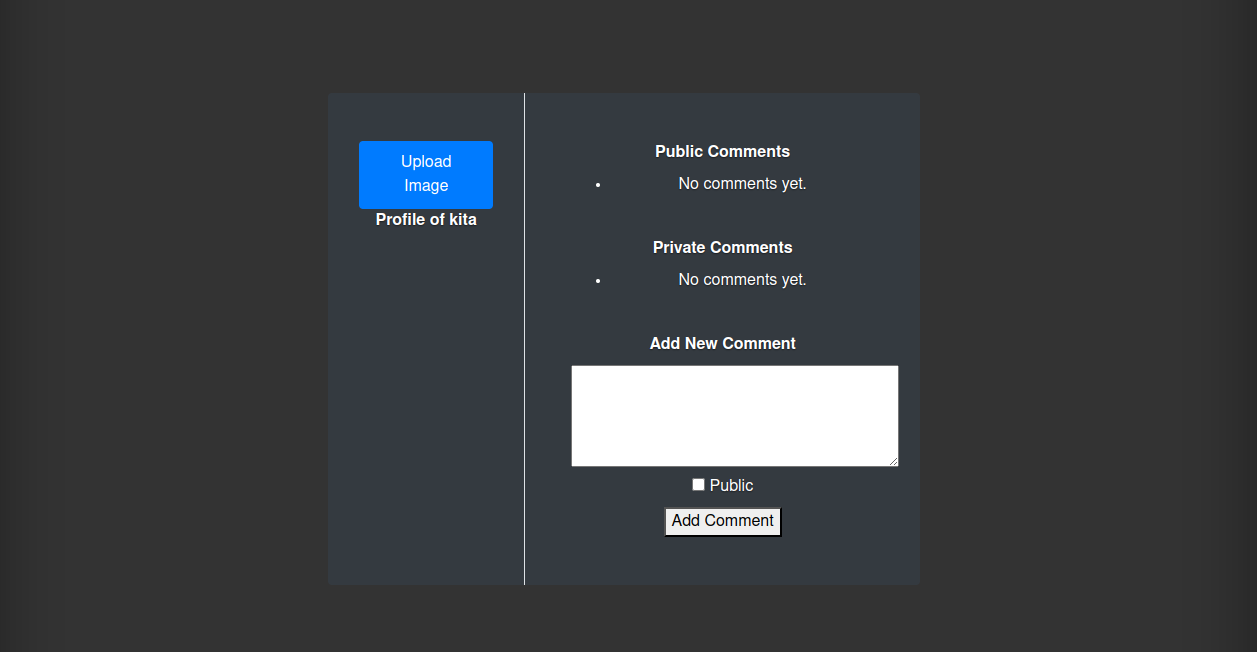 Upload
Image
Profile of kita
Public Comments
No comments yet.
Private Comments
No comments yet.
Add New Comment
Public
Add Comment